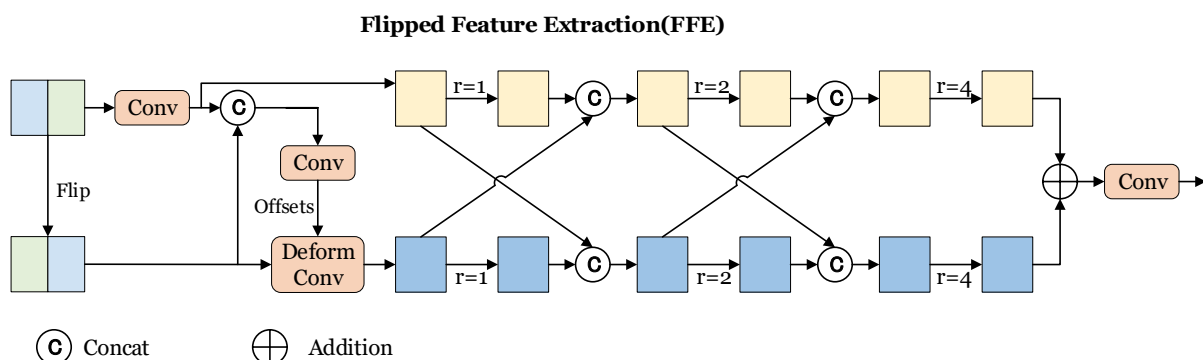 Flipped Feature Extraction(FFE)
Conv
C
r=1
C
r=2
C
r=4
Conv
Flip
Offsets
Conv
Deform
Conv
r=1
C
r=2
C
r=4
C Concat
Addition